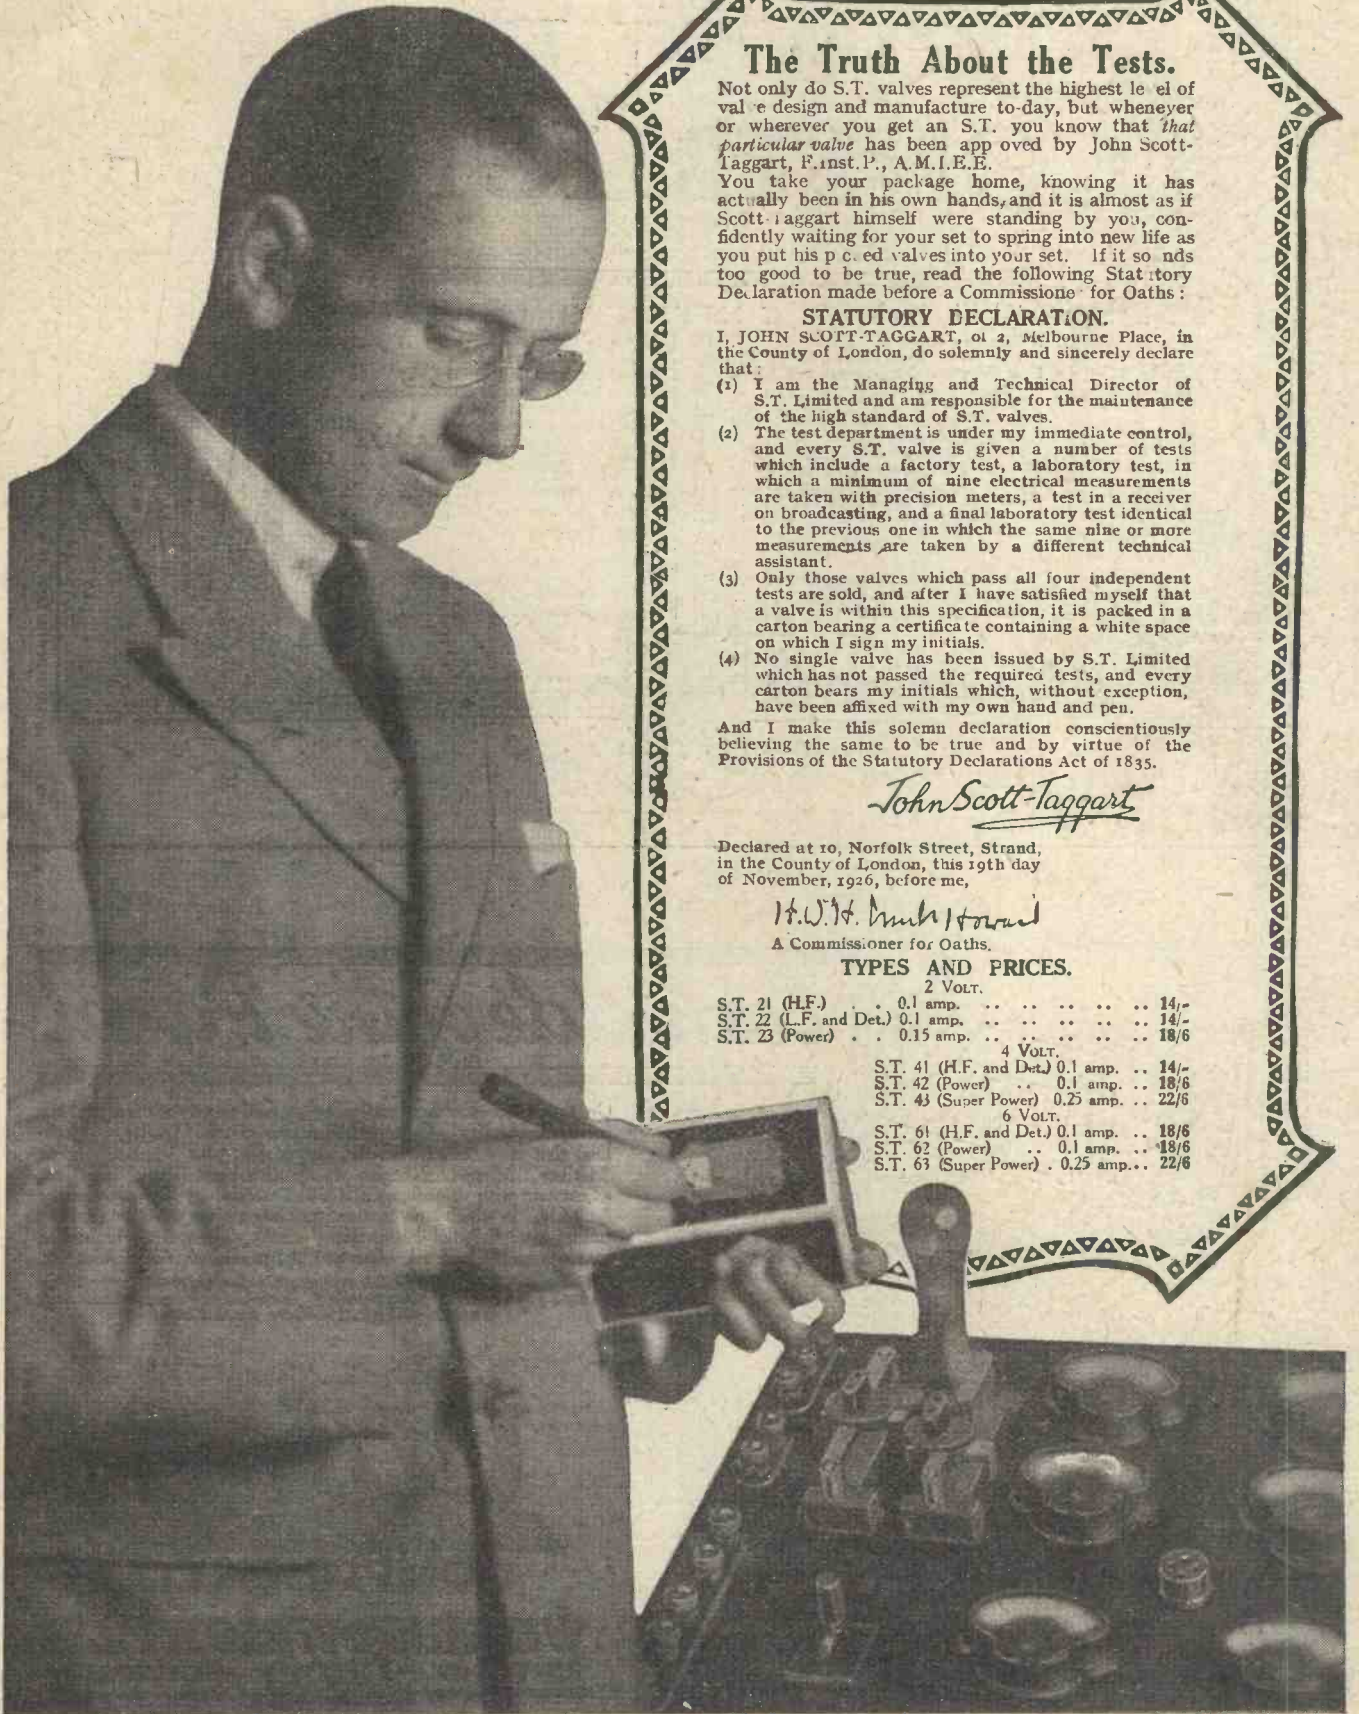 The Truth About the Tests.
Not only do S.T. valves represent the highest le el of
val e design and manufacture to-day, but whenever
or wherever you get an S.T. you know that that
particular valve has been app oved by John Scott-
Taggart, F.Inst.P., A.M.I.E.E.
You take your package home, knowing it has
actually been in his own hands, and it is almost as if
Scott-Taggart himself were standing by you, con-
fidently waiting for your set to spring into new life as
you put his p c. ed valves into your set. If it so nds
too good to be true, read the following Statutory
Declaration made before a Commissioner for Oaths :
STATUTORY DECLARATION.
I, JOHN SCOTT-TAGGART, of 2, Melbourne Place, in
the County of London, do solemnly and sincerely declare
that :
(1) I am the Managing and Technical Director of
S.T. Limited and am responsible for the maintenance
of the high standard of S.T. valves.
(2) The test department is under my immediate control,
and every S.T. valve is given a number of tests
which include a factory test, a laboratory test, in
which a minimum of nine electrical measurements
are taken with precision meters, a test in a receiver
on broadcasting, and a final laboratory test identical
to the previous one in which the same nine or more
measurements are taken by a different technical
assistant.
(3) Only those valves which pass all four independent
tests are sold, and after I have satisfied myself that
a valve is within this specification, it is packed in a
carton bearing a certificate containing a white space
on which I sign my initials.
(4) No single valve has been issued by S.T. Limited
which has not passed the required tests, and every
carton bears my initials which, without exception,
have been affixed with my own hand and pen.
And I make this solemn declaration conscientiously
believing the same to be true and by virtue of the
Provisions of the Statutory Declarations Act of 1835.
John Scott-Taggart
Declared at 10, Norfolk Street, Strand,
in the County of London, this 19th day
of November, 1926, before me,
H.W.H. Howard
A Commissioner for Oaths.
TYPES AND PRICES.
2 VOLT.
S.T. 21 (H.F.) . . 0.1 amp. .. .. .. .. .. 14/-
S.T. 22 (L.F. and Det.) 0.1 amp. .. .. .. .. .. 14/-
S.T. 23 (Power) . . 0.15 amp. .. .. .. .. .. 18/6
4 VOLT.
S.T. 41 (H.F. and Det.) 0.1 amp. .. 14/-
S.T. 42 (Power) .. 0.1 amp. .. 18/6
S.T. 43 (Super Power) 0.25 amp. .. 22/6
6 VOLT.
S.T. 61 (H.F. and Det.) 0.1 amp. .. 18/6
S.T. 62 (Power) .. 0.1 amp. .. 18/6
S.T. 63 (Super Power) . 0.25 amp... 22/6